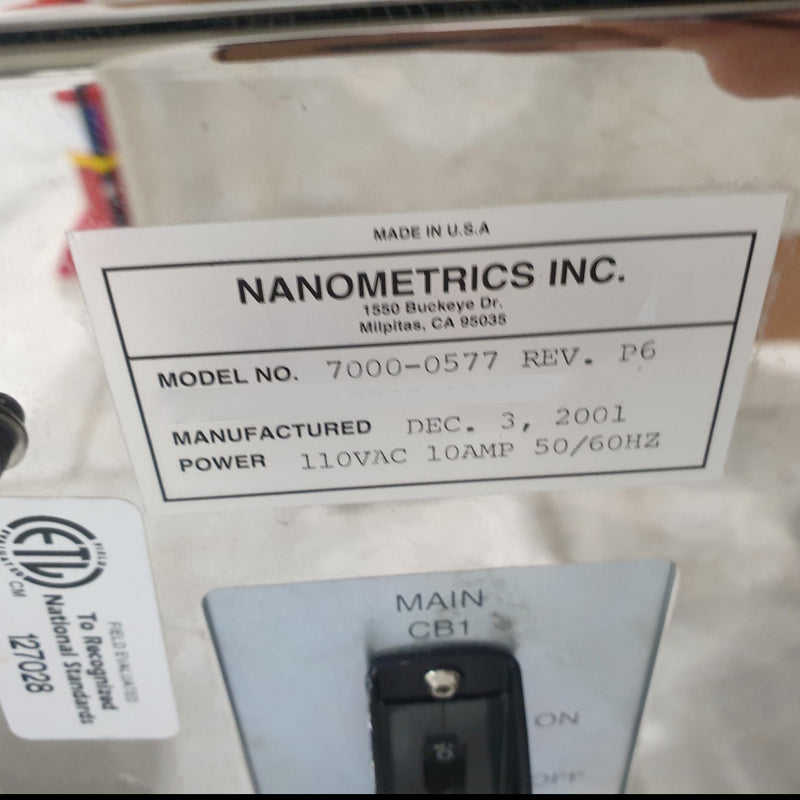 MADE IN U.S.A
NANOMETRICS INC.
1550 Buckeye Dr.
Milpitas, CA 95035
MODEL NO. 7000-0577 REV. P6
MANUFACTURED DEC. 3, 2001
POWER 110VAC 10AMP 50/60HZ
ETL
CM
FIELD EVALUATED
To Recognized
National Standards
127028
MAIN
CB1
ON
OFF